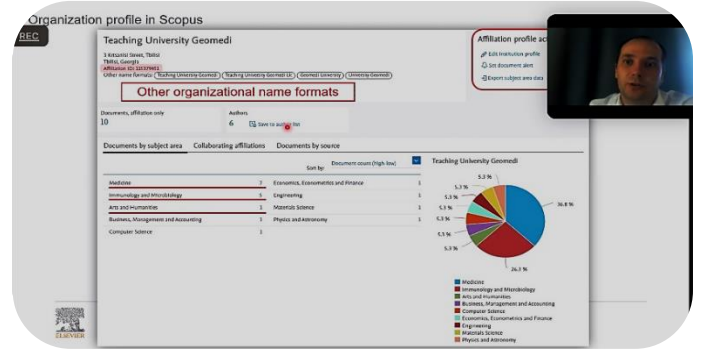 Organization profile in Scopus
REC
Teaching University Geomedi
Tbilisi, Georgia
Other name formats: Teaching University Geomedi Teaching University Geomedi LLC Geomedi University University Geomedi
Other organizational name formats
Affiliation profile act
Edit institution profile
Set document alert
Export subject area data
Documents, affiliation only
10
Authors
6
Save to author list
Documents by subject area Collaborating affiliations Documents by source
Sort by: Document count (high-low)
Medicine 7
Immunology and Microbiology 5
Arts and Humanities 1
Business, Management and Accounting 1
Computer Science 1
Economics, Econometrics and Finance 1
Engineering 1
Materials Science 1
Physics and Astronomy 1
Teaching University Geomedi
5.3 %
5.3 %
5.3 %
5.3 %
5.3 %
5.3 %
5.3 %
36.8 %
26.3 %
Medicine
Immunology and Microbiology
Arts and Humanities
Business, Management and Accounting
Computer Science
Economics, Econometrics and Finance
Engineering
Materials Science
Physics and Astronomy
ELSEVIER